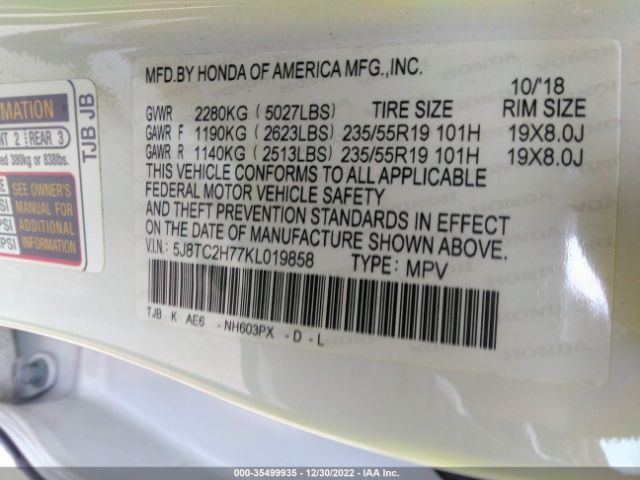 MFD.BY HONDA OF AMERICA MFG.,INC.
10/'18
GVWR 2280KG (5027LBS) TIRE SIZE RIM SIZE
GAWR F 1190KG (2623LBS) 235/55R19 101H 19X8.0J
GAWR R 1140KG (2513LBS) 235/55R19 101H 19X8.0J
THIS VEHICLE CONFORMS TO ALL APPLICABLE
FEDERAL MOTOR VEHICLE SAFETY
AND THEFT PREVENTION STANDARDS IN EFFECT
ON THE DATE OF MANUFACTURE SHOWN ABOVE.
V.I.N.: 5J8TC2H77KL019858 TYPE: MPV
TJB K AE6 -NH603PX -D-L
TJB JB
2 REAR 3
380kg or 838lbs.
SEE OWNER'S
MANUAL FOR
ADDITIONAL
INFORMATION
000-35499935 - 12/30/2022 - IAA Inc.